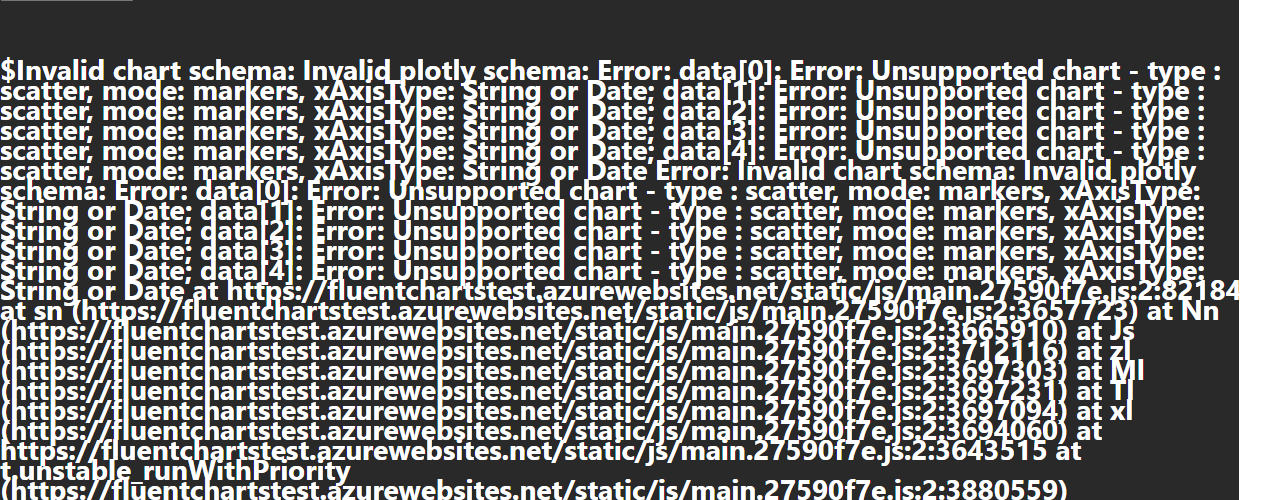 $Invalid chart schema: Invalid plotly schema: Error: data[0]: Error: Unsupported chart - type :
scatter, mode: markers, xAxisType: String or Date; data[1]: Error: Unsupported chart - type :
scatter, mode: markers, xAxisType: String or Date; data[2]: Error: Unsupported chart - type :
scatter, mode: markers, xAxisType: String or Date; data[3]: Error: Unsupported chart - type :
scatter, mode: markers, xAxisType: String or Date; data[4]: Error: Unsupported chart - type :
scatter, mode: markers, xAxisType: String or Date Error: Invalid chart schema: Invalid plotly
schema: Error: data[0]: Error: Unsupported chart - type : scatter, mode: markers, xAxisType:
String or Date; data[1]: Error: Unsupported chart - type : scatter, mode: markers, xAxisType:
String or Date; data[2]: Error: Unsupported chart - type : scatter, mode: markers, xAxisType:
String or Date; data[3]: Error: Unsupported chart - type : scatter, mode: markers, xAxisType:
String or Date; data[4]: Error: Unsupported chart - type : scatter, mode: markers, xAxisType:
String or Date at https://fluentchartstest.azurewebsites.net/static/js/main.27590f7e.js:2:82184
at sn (https://fluentchartstest.azurewebsites.net/static/js/main.27590f7e.js:2:3657723) at Nn
(https://fluentchartstest.azurewebsites.net/static/js/main.27590f7e.js:2:3665910) at Js
(https://fluentchartstest.azurewebsites.net/static/js/main.27590f7e.js:2:3712116) at zl
(https://fluentchartstest.azurewebsites.net/static/js/main.27590f7e.js:2:3697303) at Ml
(https://fluentchartstest.azurewebsites.net/static/js/main.27590f7e.js:2:3697231) at Tl
(https://fluentchartstest.azurewebsites.net/static/js/main.27590f7e.js:2:3697094) at xl
(https://fluentchartstest.azurewebsites.net/static/js/main.27590f7e.js:2:3694060) at
https://fluentchartstest.azurewebsites.net/static/js/main.27590f7e.js:2:3643515 at
t.unstable_runWithPriority
(https://fluentchartstest.azurewebsites.net/static/js/main.27590f7e.js:2:3880559)